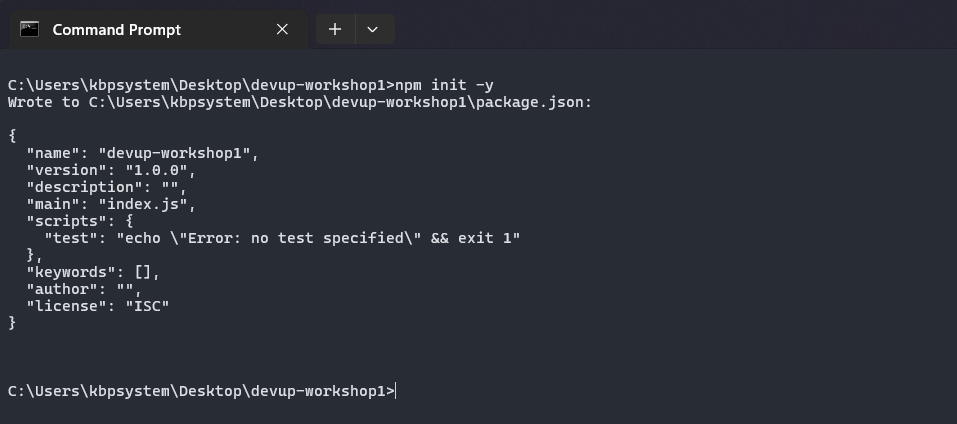 Command Prompt
C:\Users\kbpsystem\Desktop\devup-workshop1>npm init -y
Wrote to C:\Users\kbpsystem\Desktop\devup-workshop1\package.json:
{
  "name": "devup-workshop1",
  "version": "1.0.0",
  "description": "",
  "main": "index.js",
  "scripts": {
    "test": "echo \"Error: no test specified\" && exit 1"
  },
  "keywords": [],
  "author": "",
  "license": "ISC"
}
C:\Users\kbpsystem\Desktop\devup-workshop1>